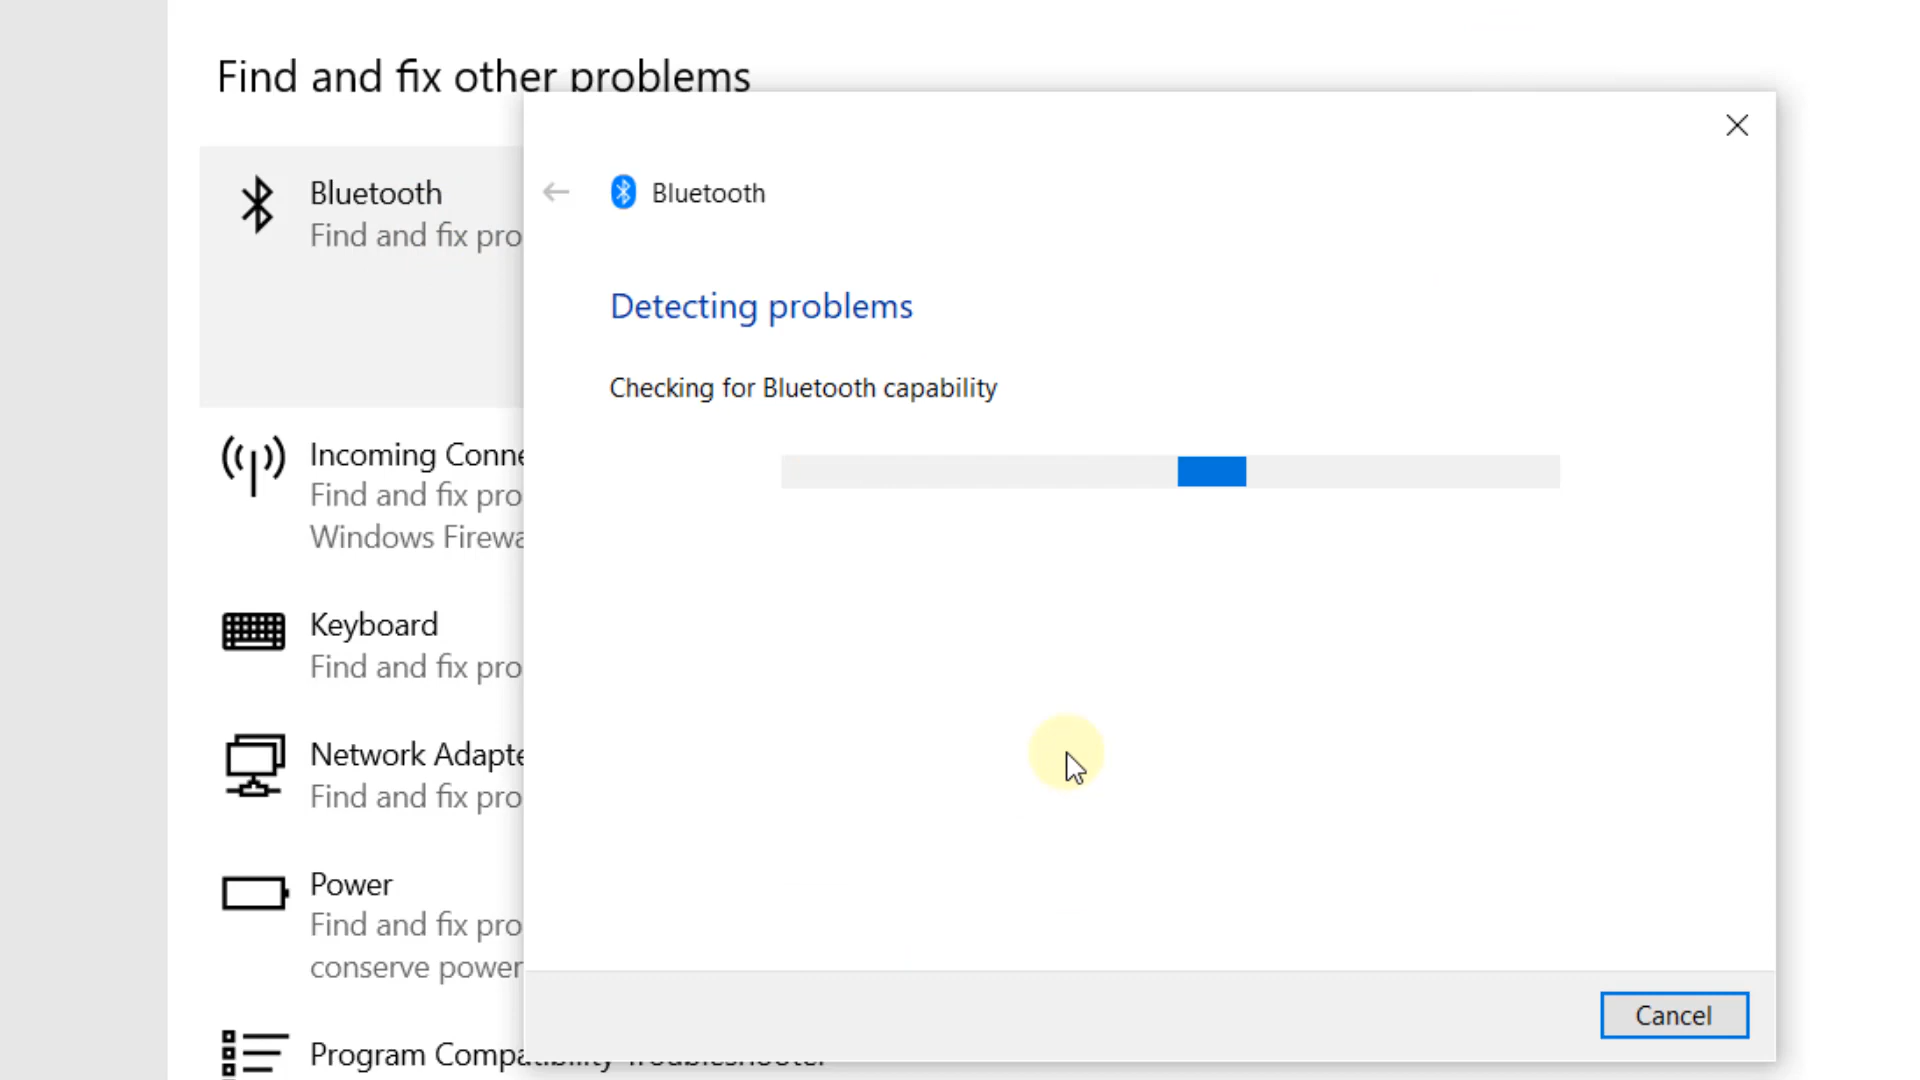 Find and fix other problems
Bluetooth
Find and fix pro
Incoming Conne
Find and fix pro
Windows Firewa
Keyboard
Find and fix pro
Network Adapte
Find and fix pro
Power
Find and fix pro
conserve power
Program Compatibility Troubleshooter
Bluetooth
Detecting problems
Checking for Bluetooth capability
Cancel